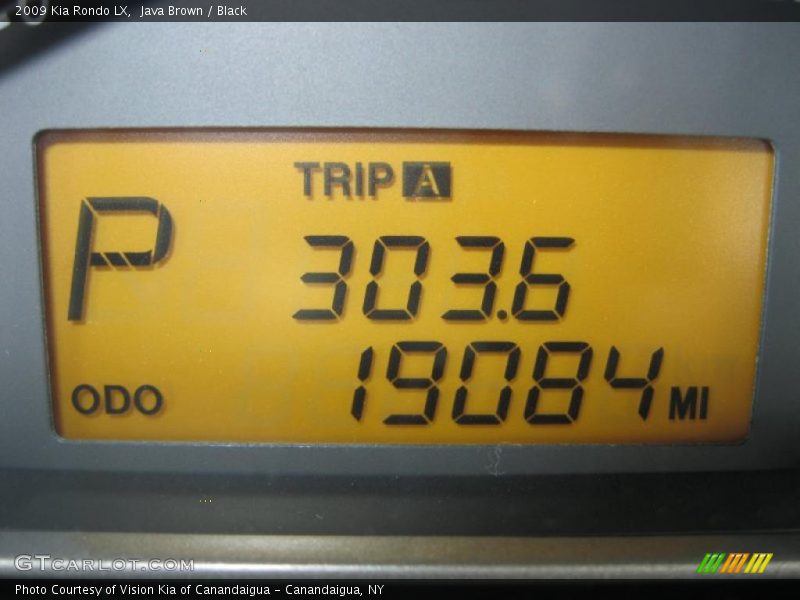 2009 Kia Rondo LX, Java Brown / Black
TRIP A
P
303.6
ODO 19084 MI
GTCARLOT.COM
Photo Courtesy of Vision Kia of Canandaigua - Canandaigua, NY